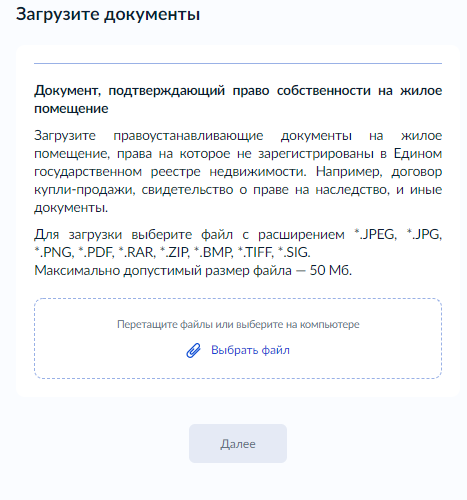 Загрузите документы
Документ, подтверждающий право собственности на жилое
помещение
Загрузите правоустанавливающие документы на жилое
помещение, права на которое не зарегистрированы в Едином
государственном реестре недвижимости. Например, договор
купли-продажи, свидетельство о праве на наследство, и иные
документы.
Для загрузки выберите файл с расширением *.JPEG, *.JPG,
*.PNG, *.PDF, *.RAR, *.ZIP, *.BMP, *.TIFF, *.SIG.
Максимально допустимый размер файла — 50 Мб.
Перетащите файлы или выберите на компьютере
Выбрать файл
Далее